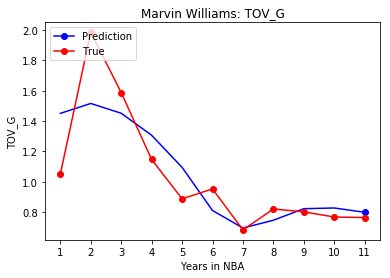 Marvin Williams: TOV_G
Prediction
True
2.0
1.8
1.6
1.4
1.2
1.0
0.8
TOV_G
1 2 3 4 5 6 7 8 9 10 11
Years in NBA